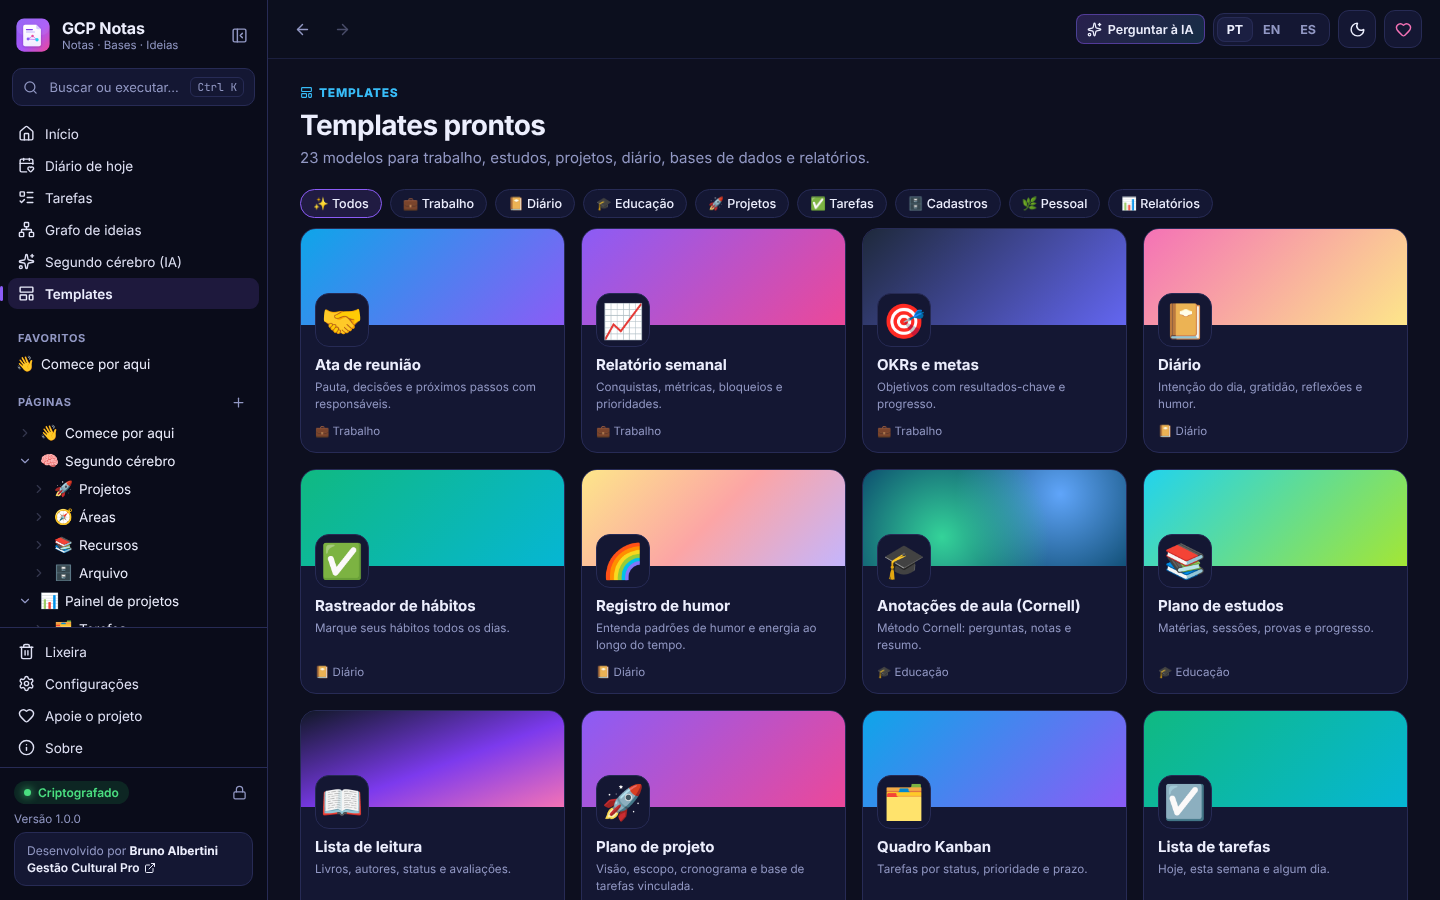 GCP Notas
Notas · Bases · Ideias
Buscar ou executar...
Ctrl K
Início
Diário de hoje
Tarefas
Grafo de ideias
Segundo cérebro (IA)
Templates
FAVORITOS
Comece por aqui
PÁGINAS
Comece por aqui
Segundo cérebro
Projetos
Áreas
Recursos
Arquivo
Painel de projetos
Lixeira
Configurações
Apoie o projeto
Sobre
Criptografado
Versão 1.0.0
Desenvolvido por Bruno Albertini
Gestão Cultural Pro
Perguntar à IA
PT EN ES
TEMPLATES
Templates prontos
23 modelos para trabalho, estudos, projetos, diário, bases de dados e relatórios.
Todos Trabalho Diário Educação Projetos Tarefas Cadastros Pessoal Relatórios
Ata de reunião
Pauta, decisões e próximos passos com
responsáveis.
Trabalho
Relatório semanal
Conquistas, métricas, bloqueios e
prioridades.
Trabalho
OKRs e metas
Objetivos com resultados-chave e
progresso.
Trabalho
Diário
Intenção do dia, gratidão, reflexões e
humor.
Diário
Rastreador de hábitos
Marque seus hábitos todos os dias.
Diário
Registro de humor
Entenda padrões de humor e energia ao
longo do tempo.
Diário
Anotações de aula (Cornell)
Método Cornell: perguntas, notas e
resumo.
Educação
Plano de estudos
Matérias, sessões, provas e progresso.
Educação
Lista de leitura
Livros, autores, status e avaliações.
Plano de projeto
Visão, escopo, cronograma e base de
tarefas vinculada.
Quadro Kanban
Tarefas por status, prioridade e prazo.
Lista de tarefas
Hoje, esta semana e algum dia.